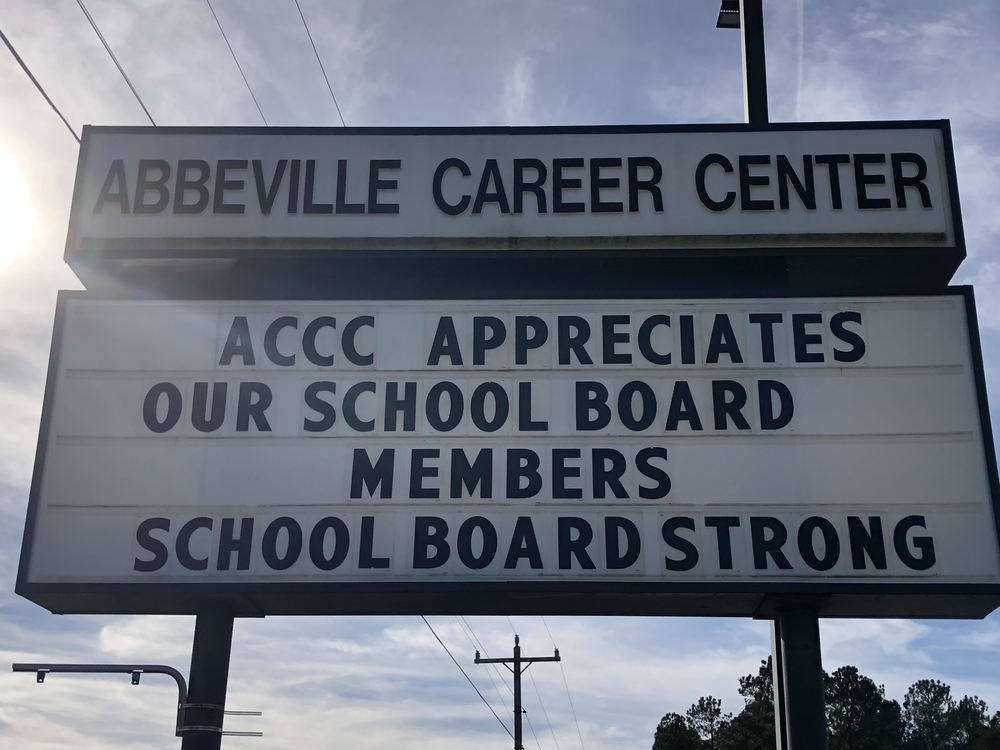 ABBEVILLE CAREER CENTER
ACCC APPRECIATES
OUR SCHOOL BOARD
MEMBERS
SCHOOL BOARD STRONG